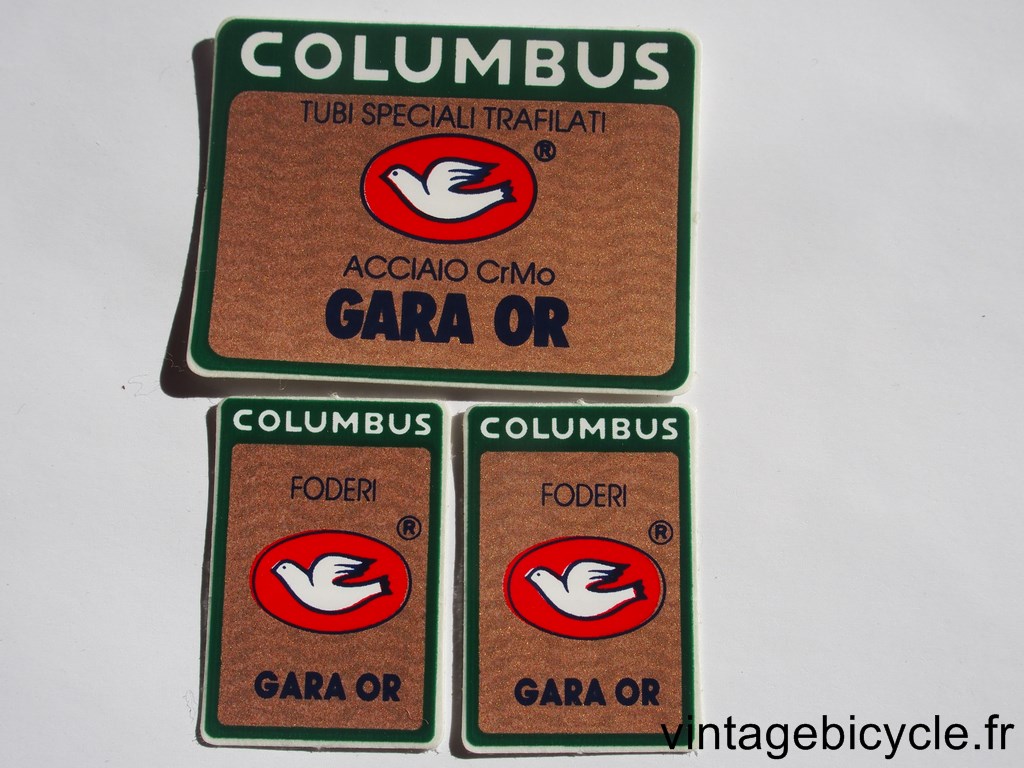 COLUMBUS
TUBI SPECIALI TRAFILATI
®
ACCIAIO CrMo
GARA OR
COLUMBUS
FODERI
®
GARA OR
COLUMBUS
FODERI
®
GARA OR
vintagebicycle.fr